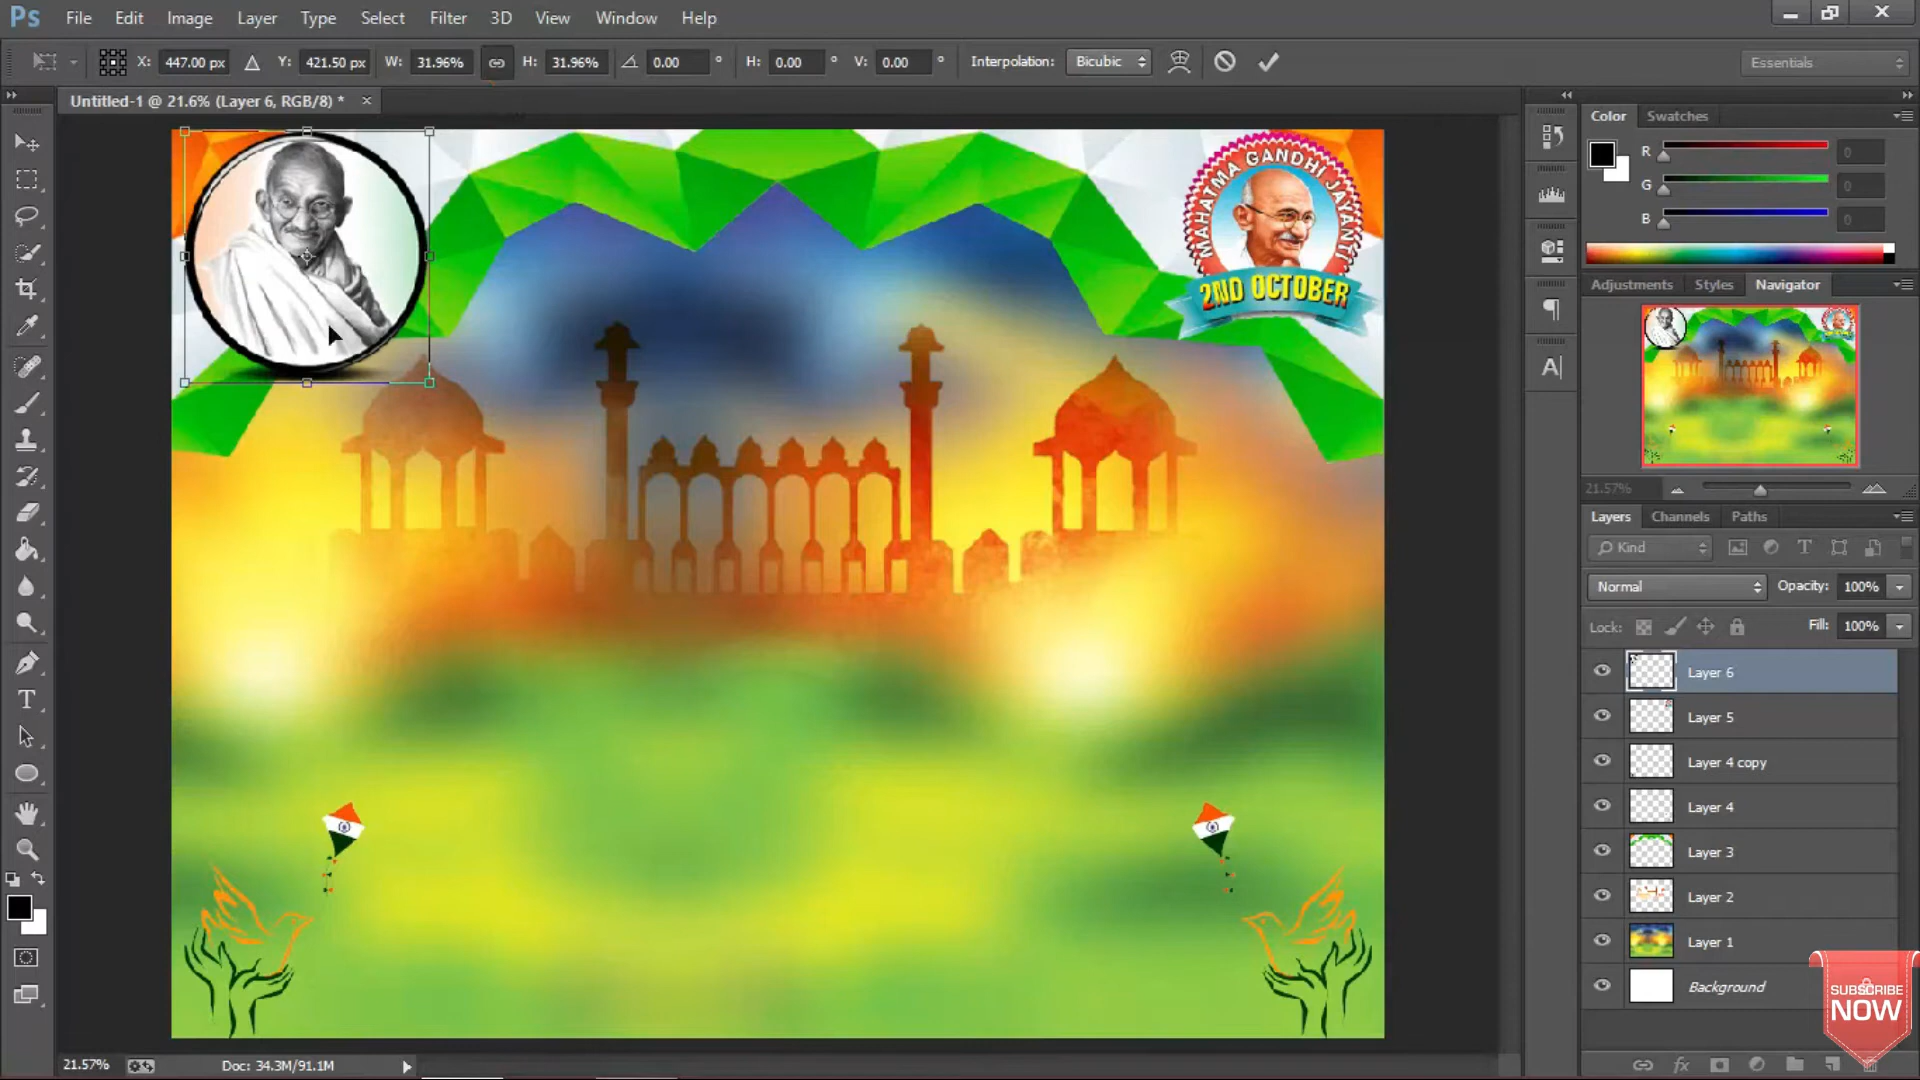 Ps File Edit Image Layer Type Select Filter 3D View Window Help
X: 447.00 px Y: 421.50 px W: 31.96% H: 31.96% 0.00 ° H: 0.00 ° V: 0.00 ° Interpolation: Bicubic Essentials
Untitled-1 @ 21.6% (Layer 6, RGB/8) * ×
MAHATMA GANDHI JAYANTI
2ND OCTOBER
Color Swatches
R 0
G 0
B 0
Adjustments Styles Navigator
21.57%
Layers Channels Paths
Kind
Normal Opacity: 100%
Lock: Fill: 100%
Layer 6
Layer 5
Layer 4 copy
Layer 4
Layer 3
Layer 2
Layer 1
Background
SUBSCRIBE
NOW
21.57% Doc: 34.3M/91.1M